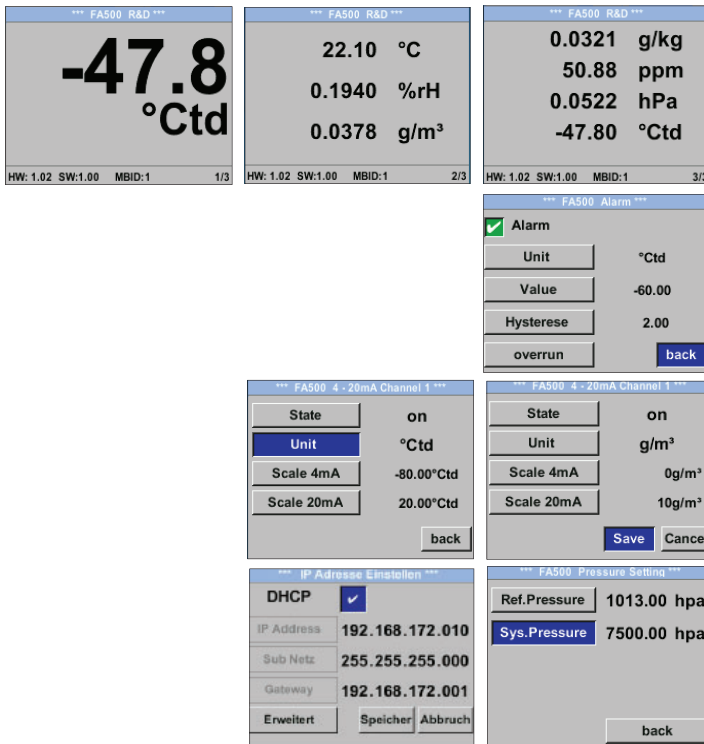 *** FA500 R&D ***
-47.8
°Ctd
HW: 1.02 SW:1.00 MBID:1 1/3
*** FA500 R&D ***
22.10 °C
0.1940 %rH
0.0378 g/m³
HW: 1.02 SW:1.00 MBID:1 2/3
*** FA500 R&D ***
0.0321 g/kg
50.88 ppm
0.0522 hPa
-47.80 °Ctd
HW: 1.02 SW:1.00 MBID:1 3/3
*** FA500 Alarm ***
Alarm
Unit °Ctd
Value -60.00
Hysterese 2.00
overrun back
*** FA500 4 - 20mA Channel 1 ***
State on
Unit °Ctd
Scale 4mA -80.00°Ctd
Scale 20mA 20.00°Ctd
back
*** FA500 4 - 20mA Channel 1 ***
State on
Unit g/m³
Scale 4mA 0g/m³
Scale 20mA 10g/m³
Save Cance
*** IP Adresse Einstellen ***
DHCP
IP Address 192.168.172.010
Sub Netz 255.255.255.000
Gateway 192.168.172.001
Erweitert Speicher Abbruch
*** FA500 Pressure Setting ***
Ref.Pressure 1013.00 hpa
Sys.Pressure 7500.00 hpa
back